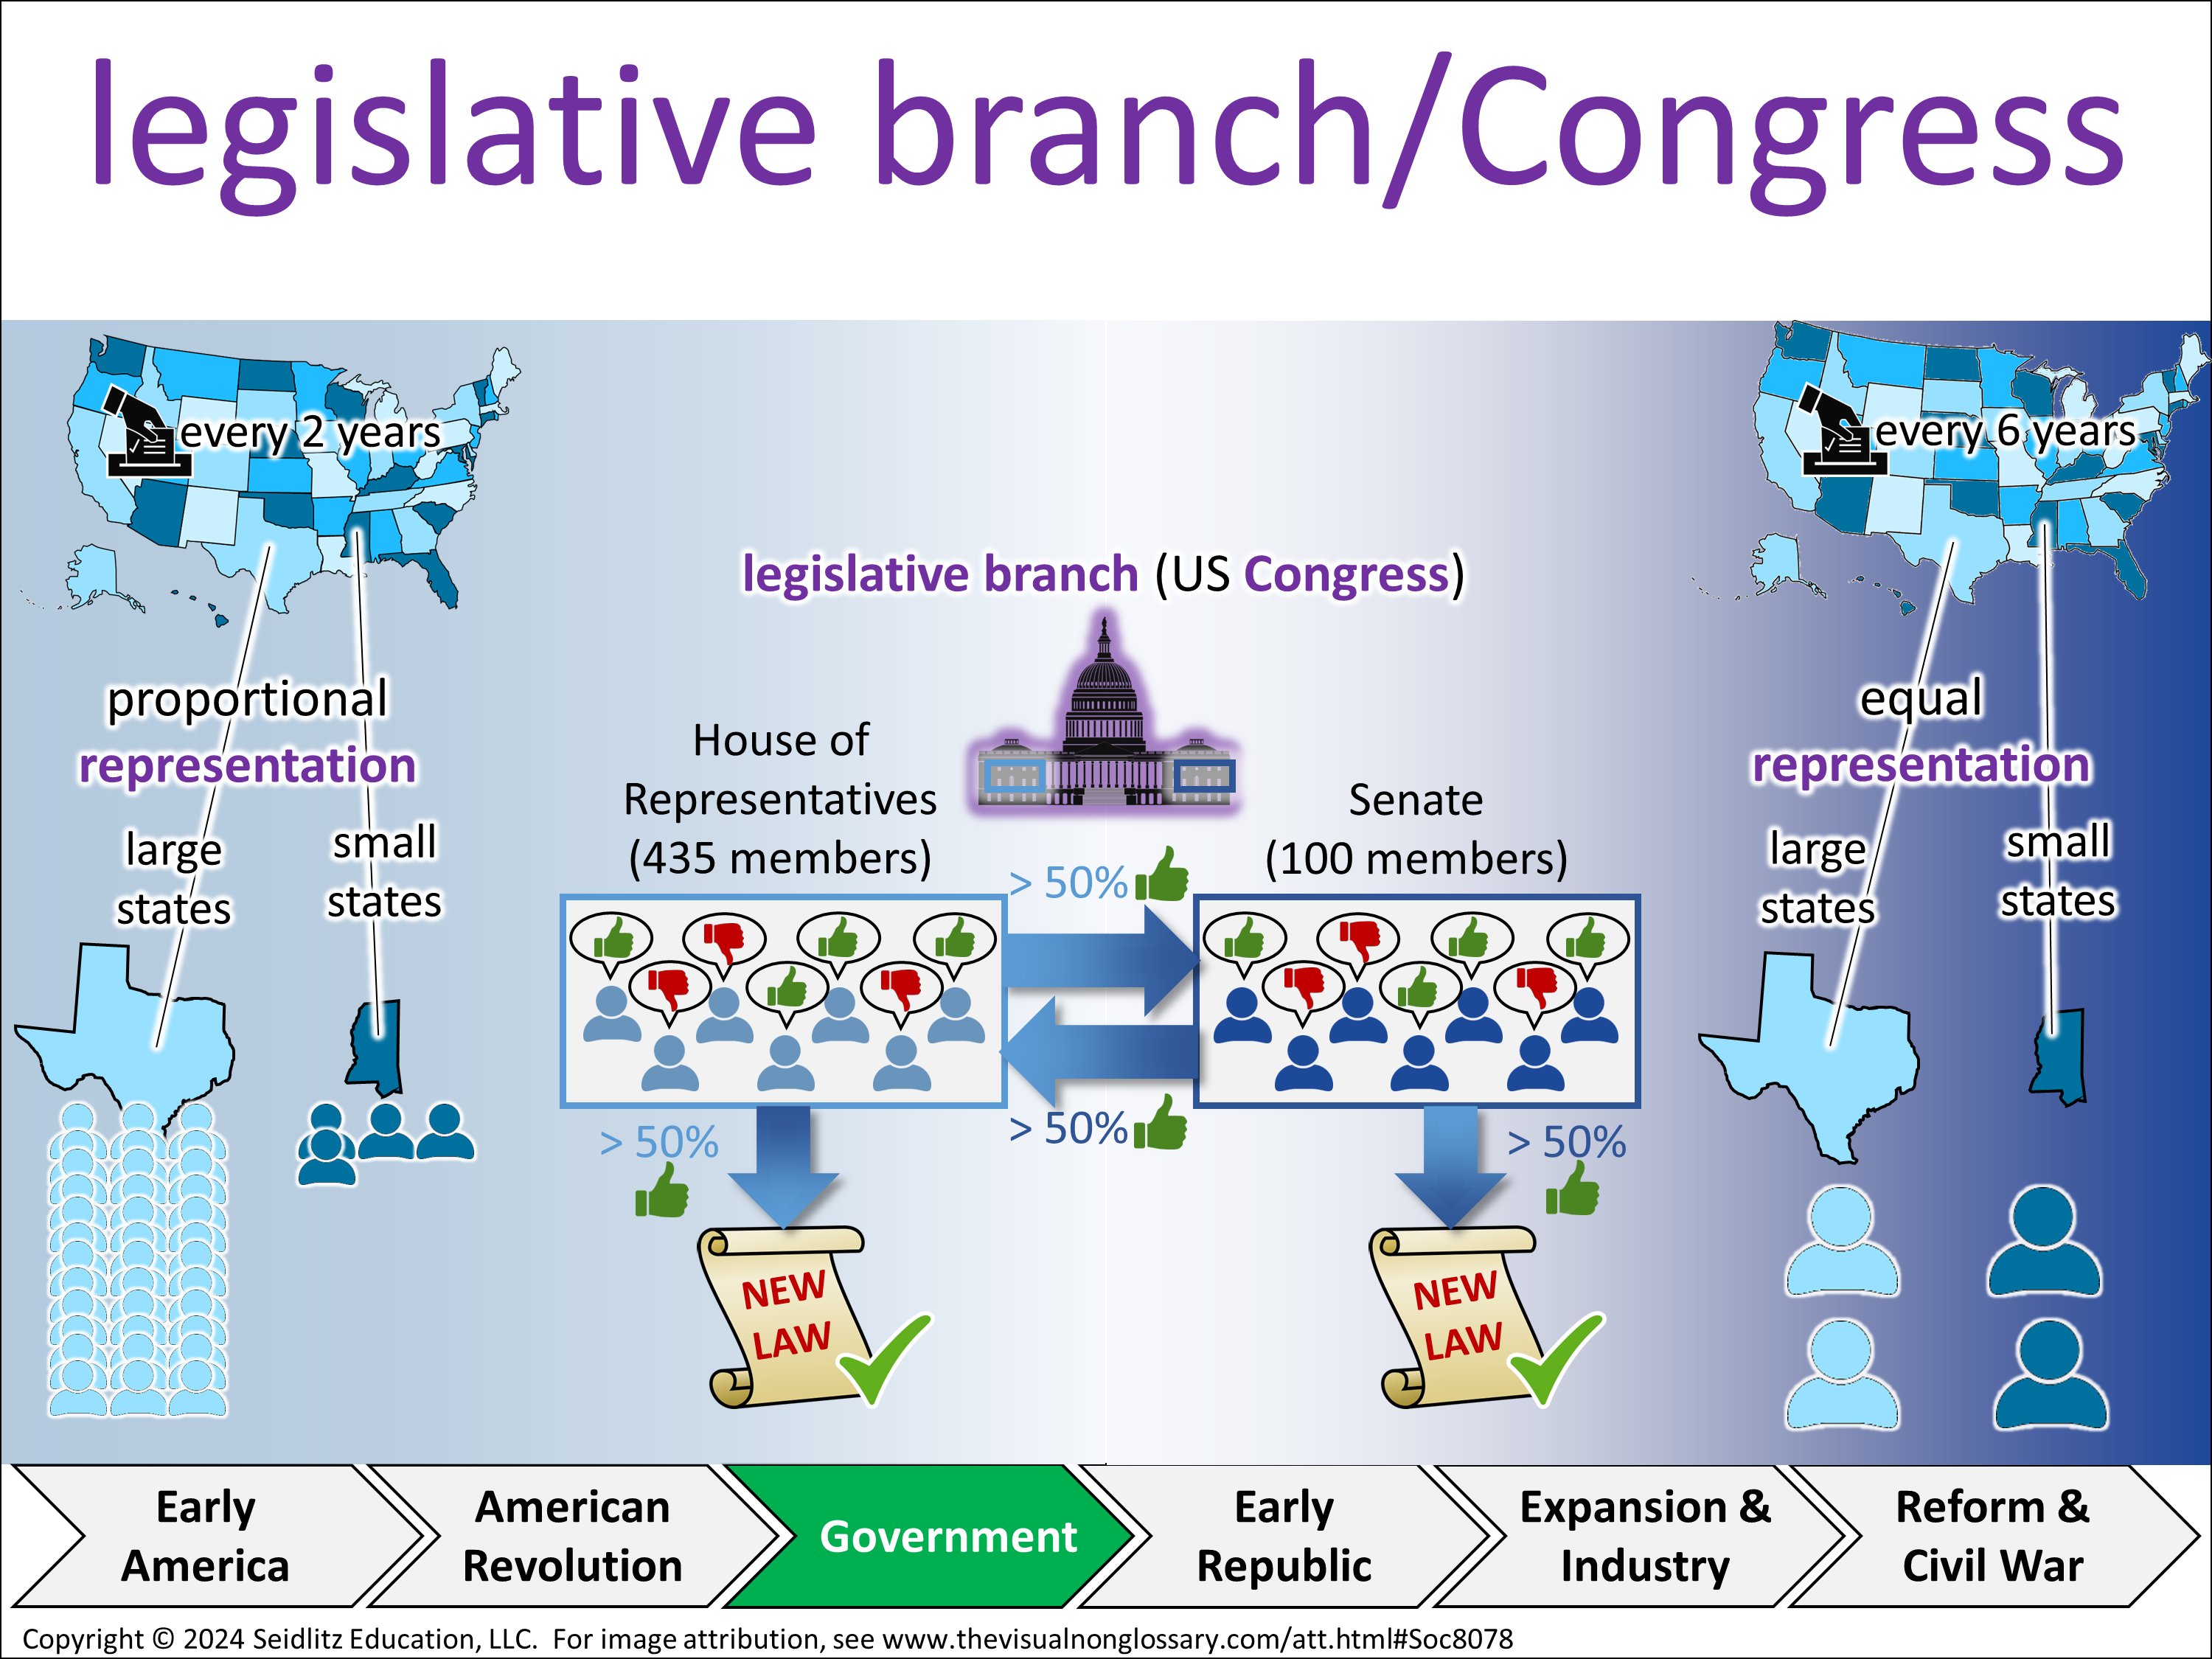 legislative branch/Congress
every 2 years
proportional
representation
large
states
small
states
legislative branch (US Congress)
House of
Representatives
(435 members)
Senate
(100 members)
> 50%
> 50%
> 50%
> 50%
NEW
LAW
NEW
LAW
every 6 years
equal
representation
large
states
small
states
Early
America
American
Revolution
Government
Early
Republic
Expansion &
Industry
Reform &
Civil War
Copyright © 2024 Seidlitz Education, LLC.  For image attribution, see www.thevisualnonglossary.com/att.html#Soc8078